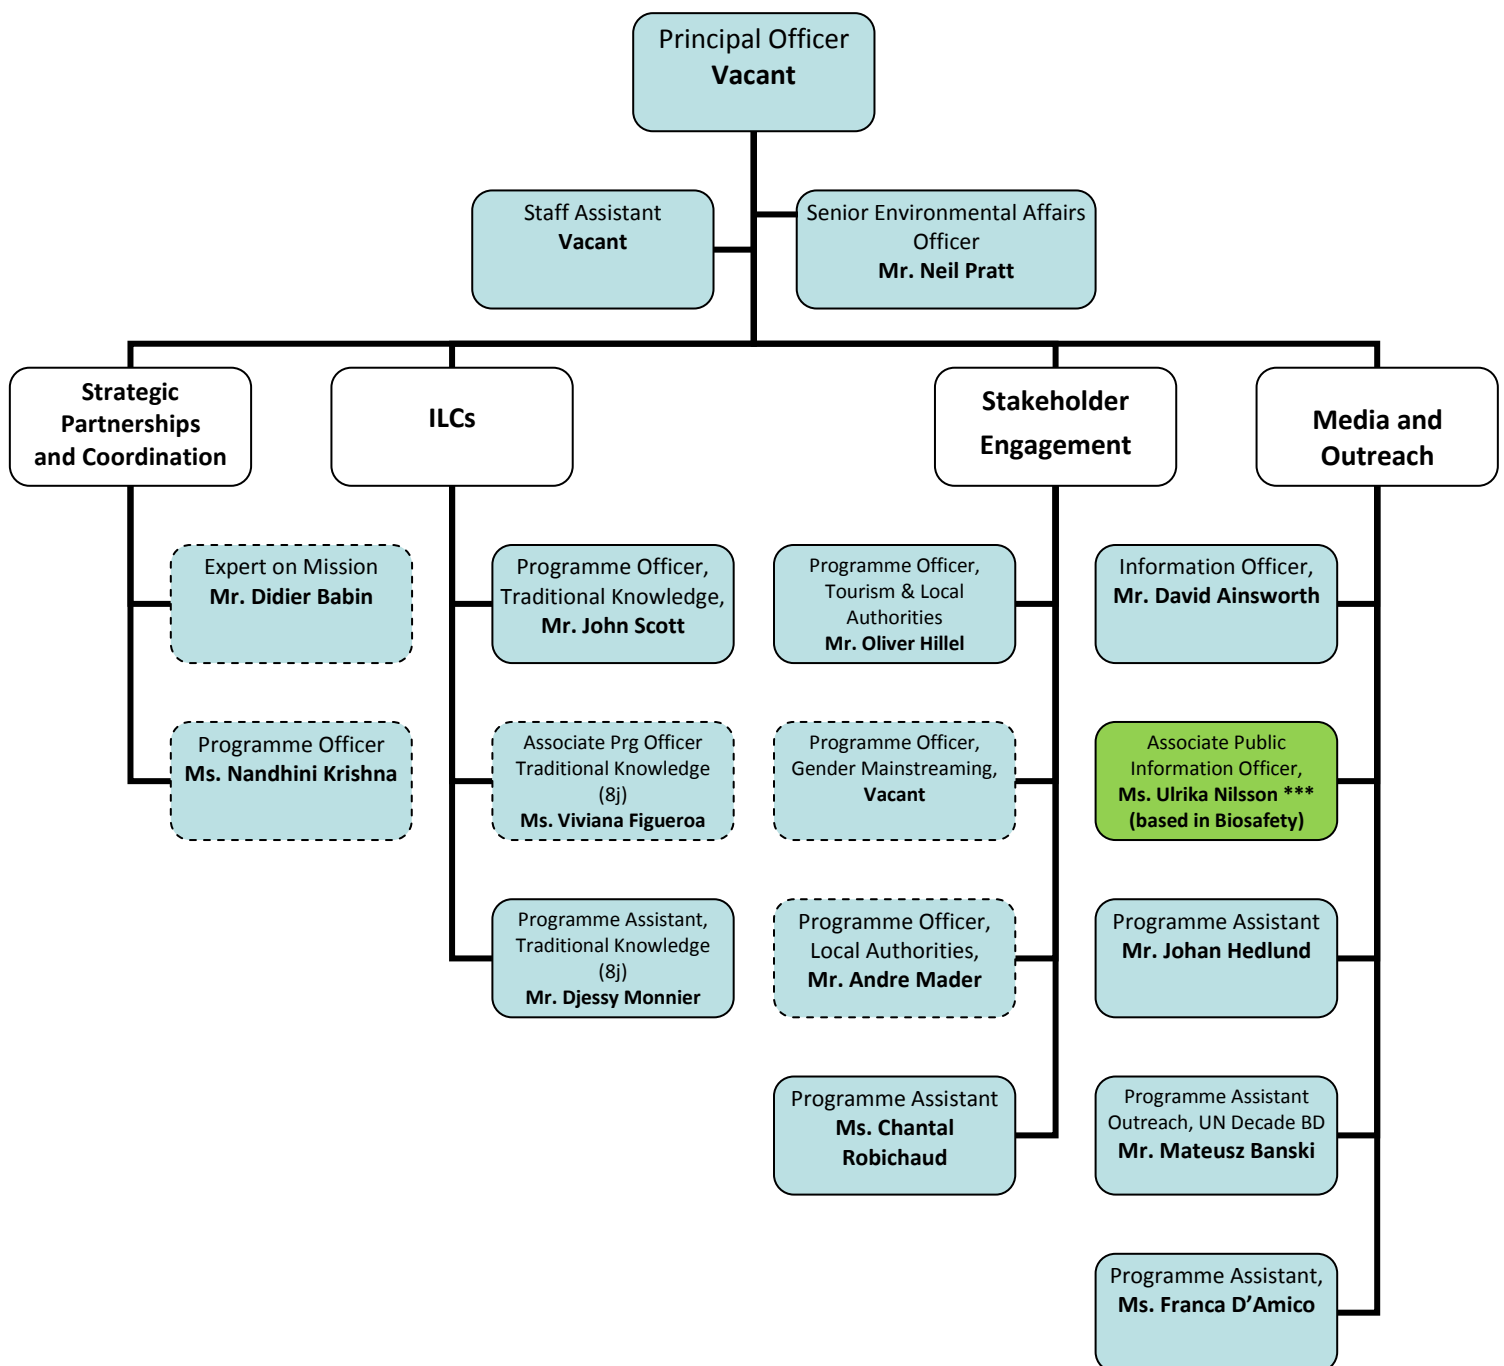 Principal Officer
Vacant
Staff Assistant
Vacant
Senior Environmental Affairs
Officer
Mr. Neil Pratt
Strategic
Partnerships
and Coordination
ILCs
Stakeholder
Engagement
Media and
Outreach
Expert on Mission
Mr. Didier Babin
Programme Officer,
Traditional Knowledge,
Mr. John Scott
Programme Officer,
Tourism & Local
Authorities
Mr. Oliver Hillel
Information Officer,
Mr. David Ainsworth
Programme Officer
Ms. Nandhini Krishna
Associate Prg Officer
Traditional Knowledge
(8j)
Ms. Viviana Figueroa
Programme Officer,
Gender Mainstreaming,
Vacant
Associate Public
Information Officer,
Ms. Ulrika Nilsson ***
(based in Biosafety)
Programme Assistant,
Traditional Knowledge
(8j)
Mr. Djessy Monnier
Programme Officer,
Local Authorities,
Mr. Andre Mader
Programme Assistant
Mr. Johan Hedlund
Programme Assistant
Ms. Chantal
Robichaud
Programme Assistant
Outreach, UN Decade BD
Mr. Mateusz Banski
Programme Assistant,
Ms. Franca D’Amico